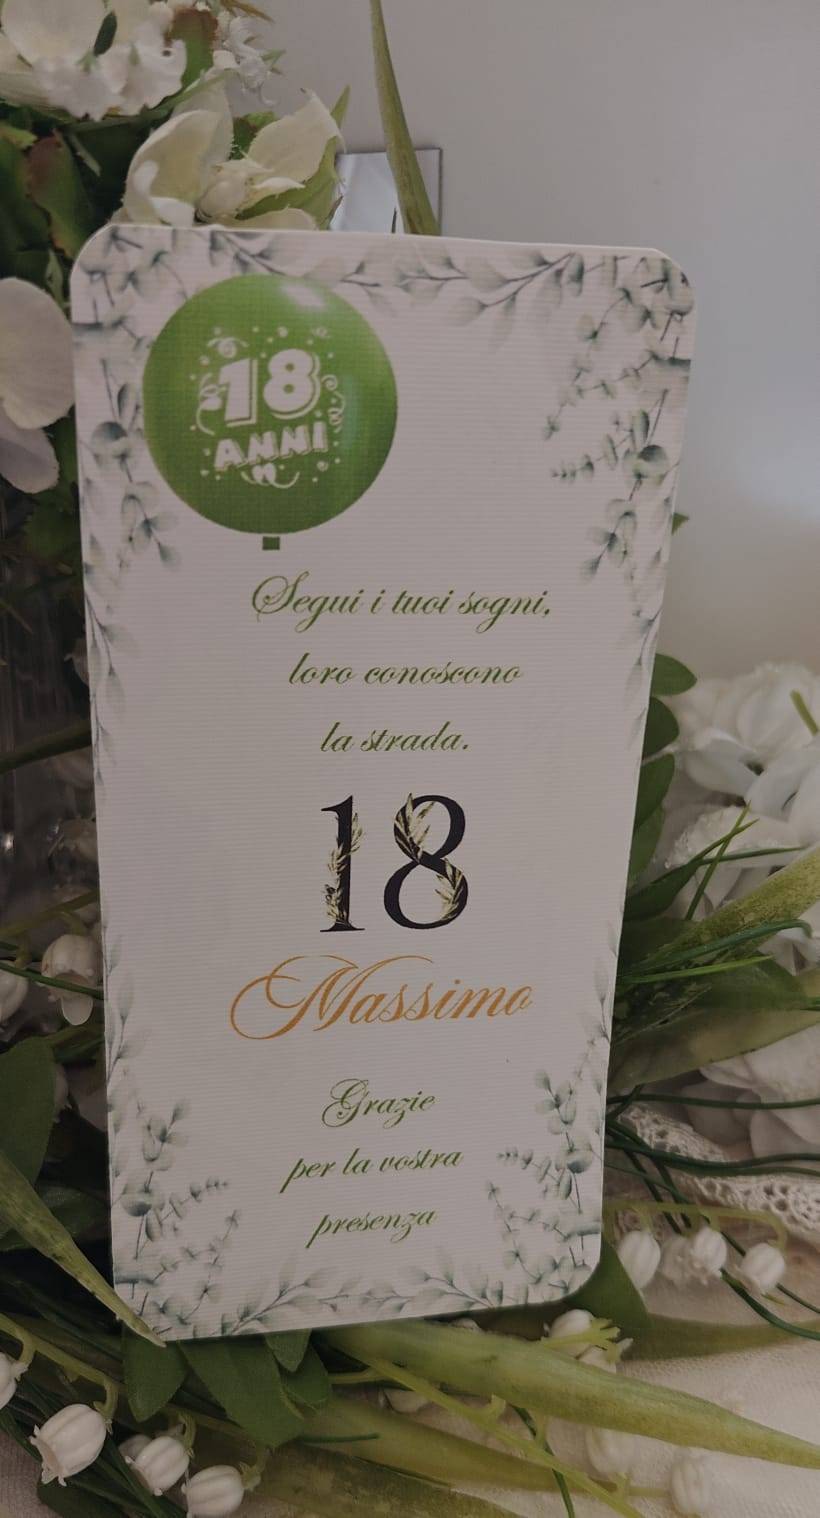 18
ANNI
Segui i tuoi sogni,
loro conoscono
la strada.
18
Massimo
Grazie
per la vostra
presenza